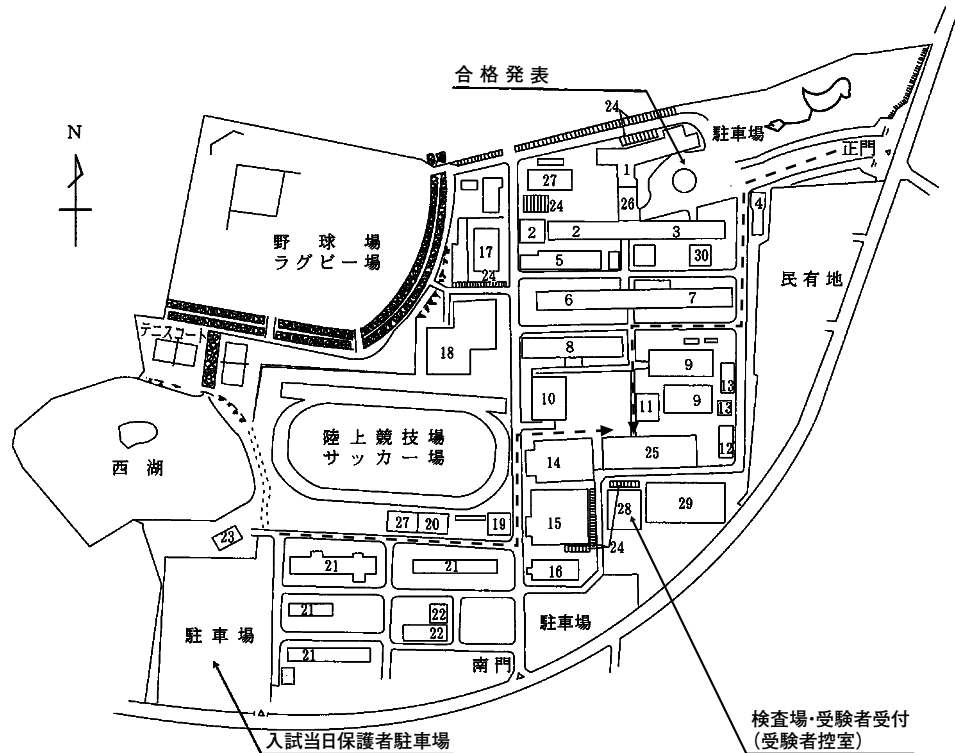 合格発表
N
24
駐車場
正門
1
27
26
24
4
野球場
ラグビー場
2
2
3
17
5
30
24
民有地
6
7
テニスコート
18
8
9
13
9
10
11
13
陸上競技場
サッカー場
12
25
14
西湖
29
28
15
27
20
19
23
24
21
21
16
21
22
22
駐車場
駐車場
21
南門
検査場・受験者受付
(受験者控室)
入試当日保護者駐車場